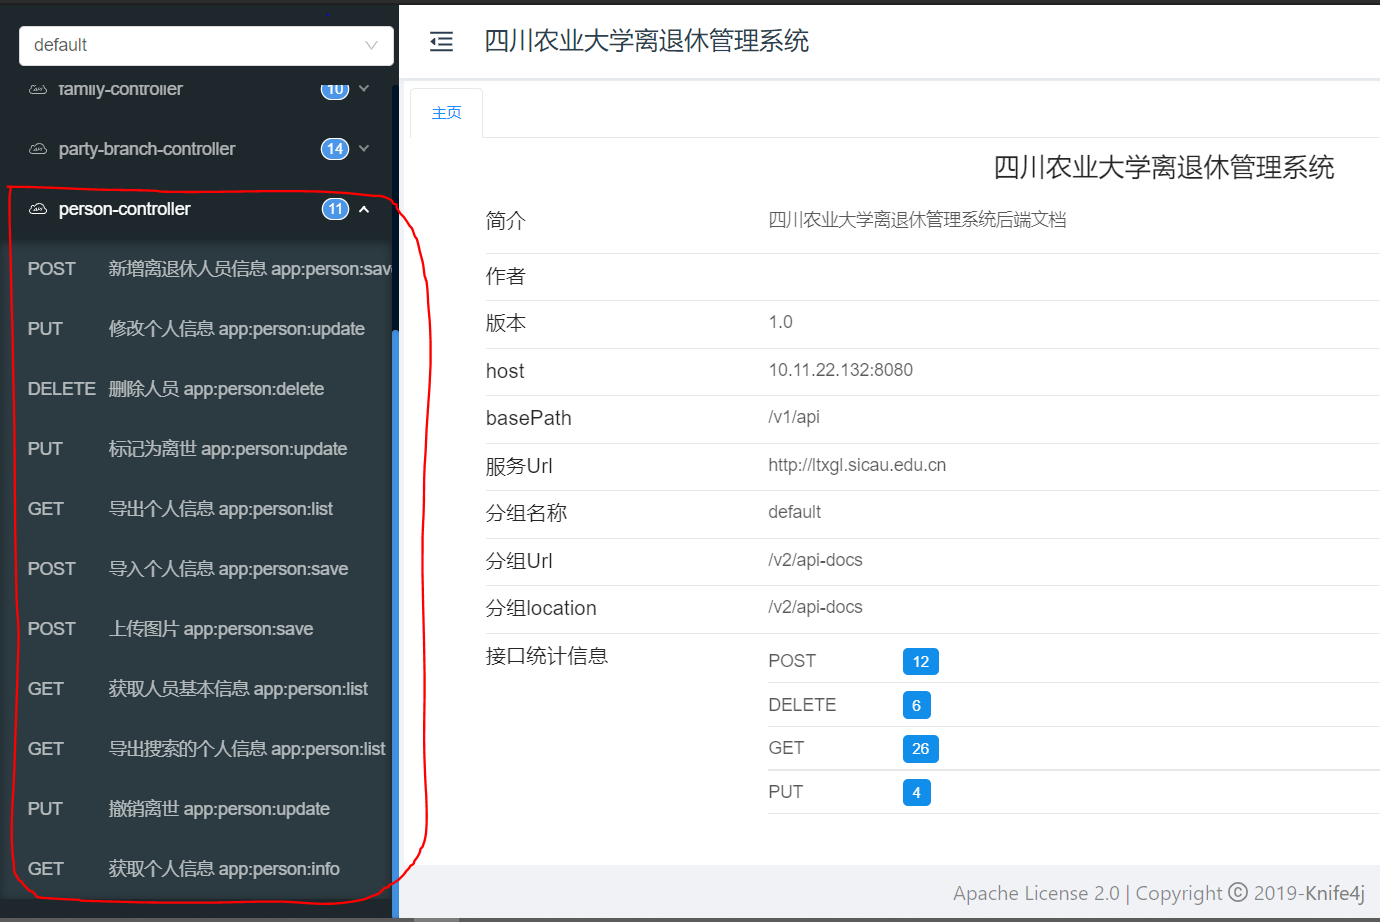 default
family-controller 10
party-branch-controller 14
person-controller 11
POST 新增离退休人员信息 app:person:save
PUT 修改个人信息 app:person:update
DELETE 删除人员 app:person:delete
PUT 标记为离世 app:person:update
GET 导出个人信息 app:person:list
POST 导入个人信息 app:person:save
POST 上传图片 app:person:save
GET 获取人员基本信息 app:person:list
GET 导出搜索的个人信息 app:person:list
PUT 撤销离世 app:person:update
GET 获取个人信息 app:person:info
四川农业大学离退休管理系统
主页
四川农业大学离退休管理系统
简介 四川农业大学离退休管理系统后端文档
作者
版本 1.0
host 10.11.22.132:8080
basePath /v1/api
服务Url http://ltxgl.sicau.edu.cn
分组名称 default
分组Url /v2/api-docs
分组location /v2/api-docs
接口统计信息
POST 12
DELETE 6
GET 26
PUT 4
Apache License 2.0 | Copyright © 2019-Knife4j